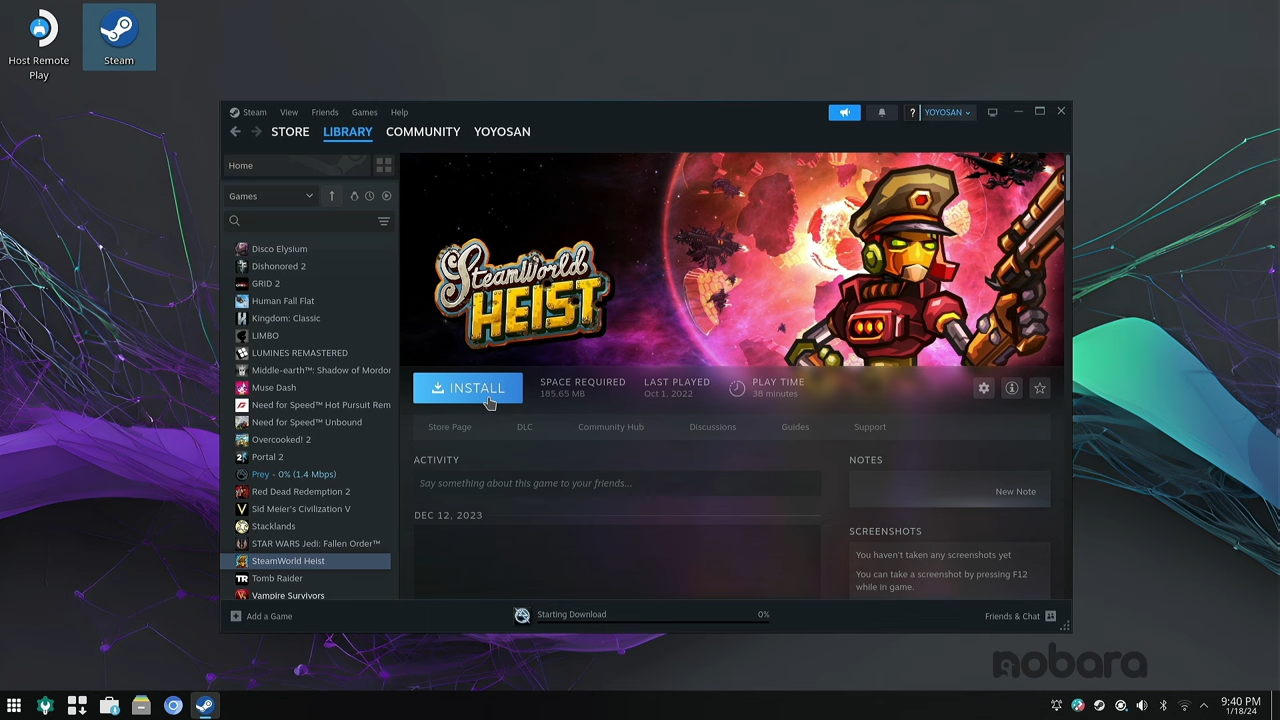 Host Remote
Play
Steam
Steam View Friends Games Help
? YOYOSAN
STORE LIBRARY COMMUNITY YOYOSAN
Home
Games
Disco Elysium
Dishonored 2
GRID 2
Human Fall Flat
Kingdom: Classic
LIMBO
LUMINES REMASTERED
Middle-earth™: Shadow of Mordor
Muse Dash
Need for Speed™ Hot Pursuit Rem
Need for Speed™ Unbound
Overcooked! 2
Portal 2
Prey - 0% (1.4 Mbps)
Red Dead Redemption 2
Sid Meier's Civilization V
Stacklands
STAR WARS Jedi: Fallen Order™
SteamWorld Heist
Tomb Raider
Vampire Survivors
SteamWorld
HEIST
INSTALL
SPACE REQUIRED
185.65 MB
LAST PLAYED
Oct 1, 2022
PLAY TIME
38 minutes
Store Page DLC Community Hub Discussions Guides Support
ACTIVITY
Say something about this game to your friends...
DEC 12, 2023
NOTES
New Note
SCREENSHOTS
You haven't taken any screenshots yet
You can take a screenshot by pressing F12
while in game.
Add a Game
Starting Download 0%
Friends & Chat
nobara
9:40 PM
1/18/24